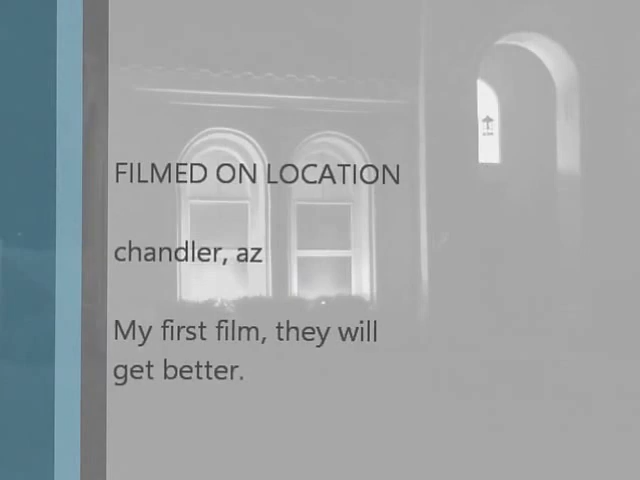 FILMED ON LOCATION
chandler, az
My first film, they will
get better.